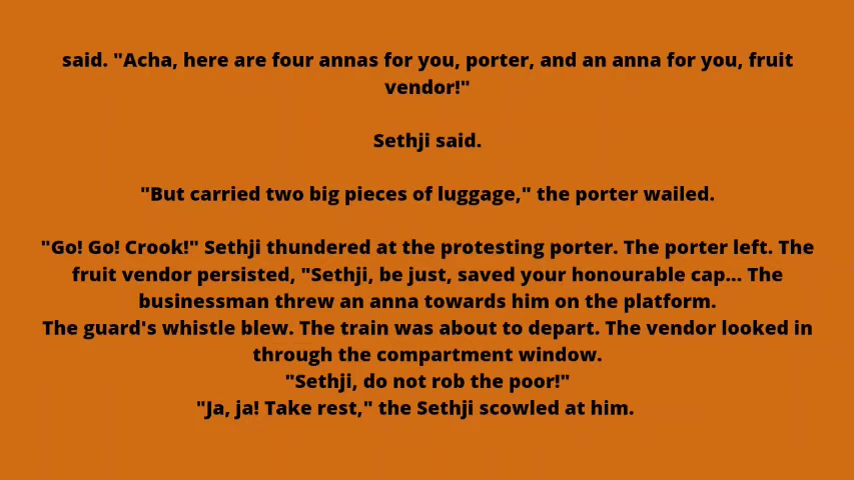 said. "Acha, here are four annas for you, porter, and an anna for you, fruit
vendor!"
Sethji said.
"But carried two big pieces of luggage," the porter wailed.
"Go! Go! Crook!" Sethji thundered at the protesting porter. The porter left. The
fruit vendor persisted, "Sethji, be just, saved your honourable cap... The
businessman threw an anna towards him on the platform.
The guard's whistle blew. The train was about to depart. The vendor looked in
through the compartment window.
"Sethji, do not rob the poor!"
"Ja, ja! Take rest," the Sethji scowled at him.